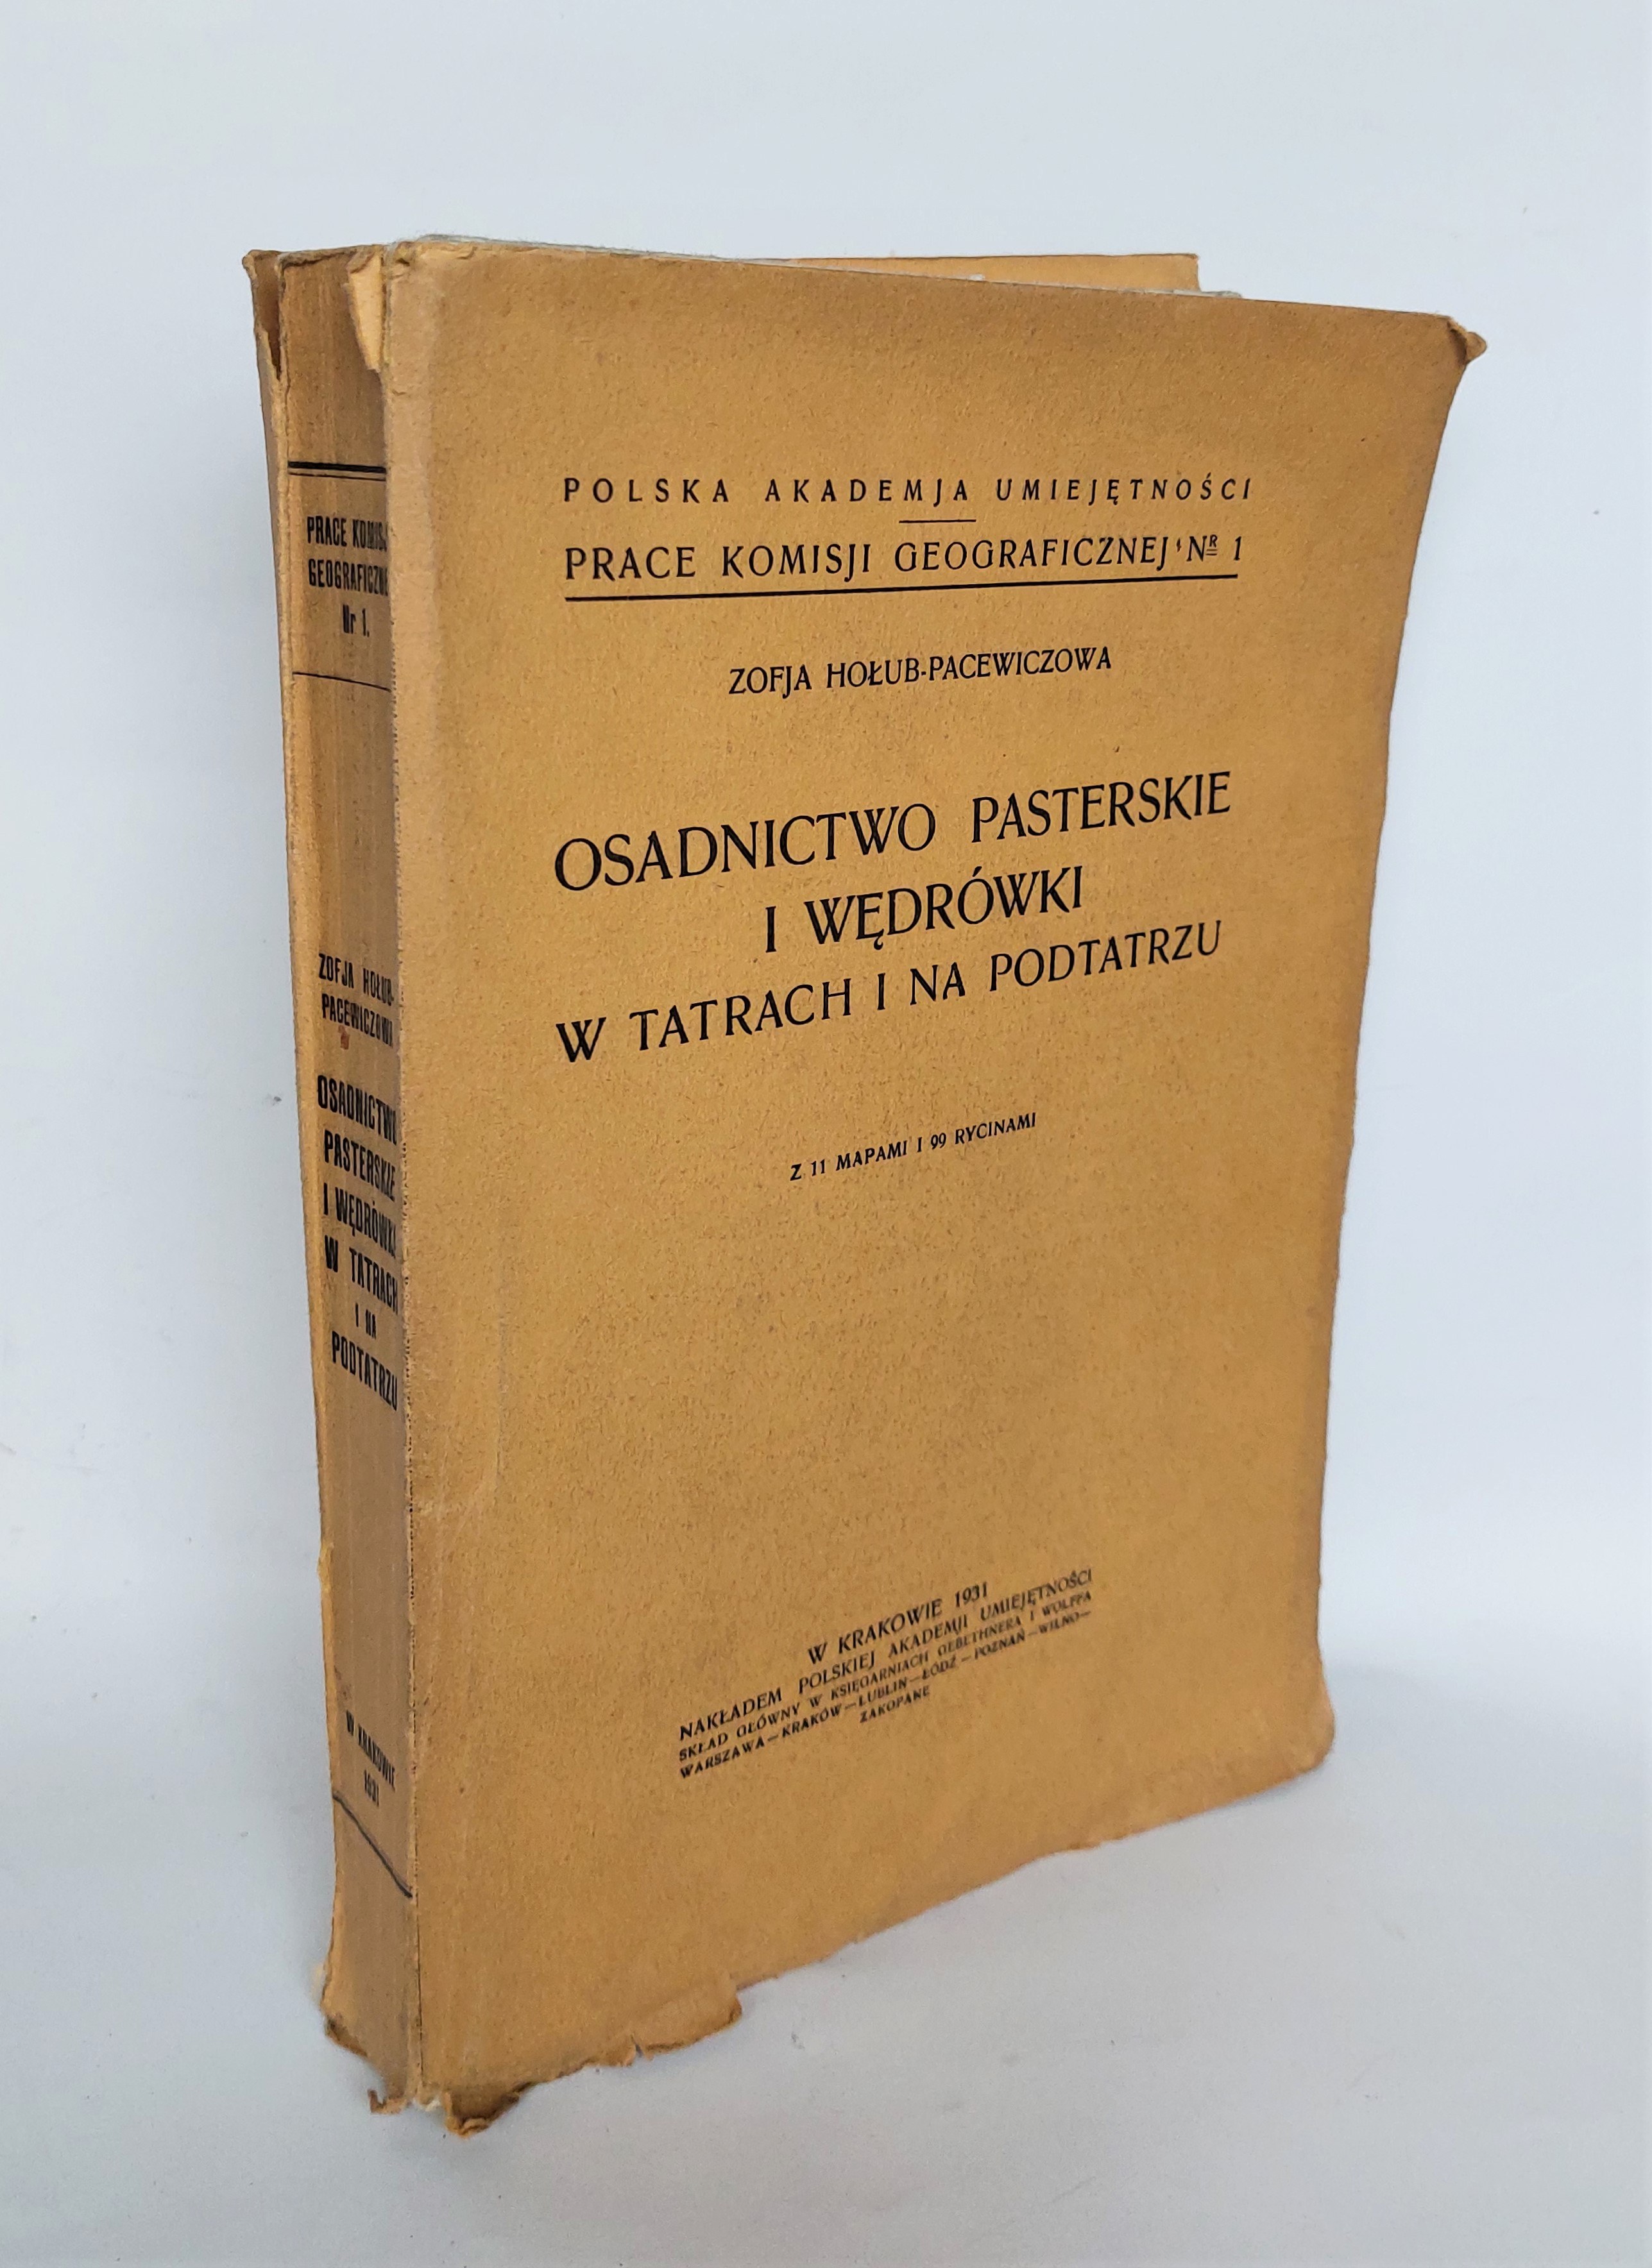 POLSKA AKADEMJA UMIEJĘTNOŚCI
PRACE KOMISJI GEOGRAFICZNEJ Nr 1
ZOFJA HOŁUB-PACEWICZOWA
OSADNICTWO PASTERSKIE
I WĘDRÓWKI
W TATRACH I NA PODTATRZU
Z 11 MAPAMI I 99 RYCINAMI
W KRAKOWIE 1931
NAKŁADEM POLSKIEJ AKADEMJI UMIEJĘTNOŚCI
SKŁAD GŁÓWNY W KSIĘGARNIACH GEBETHNERA I WOLFFA
WARSZAWA—KRAKÓW—LUBLIN—ŁÓDŹ—POZNAŃ—WILNO—
ZAKOPANE
PRACE KOMISJI
GEOGRAFICZNE
Nr 1.
ZOFJA HOŁUB-
PACEWICZOWA
OSADNICTWO
PASTERSKIE
I WĘDRÓWKI
W TATRACH
I NA
PODTATRZU
W KRAKOWIE
1931